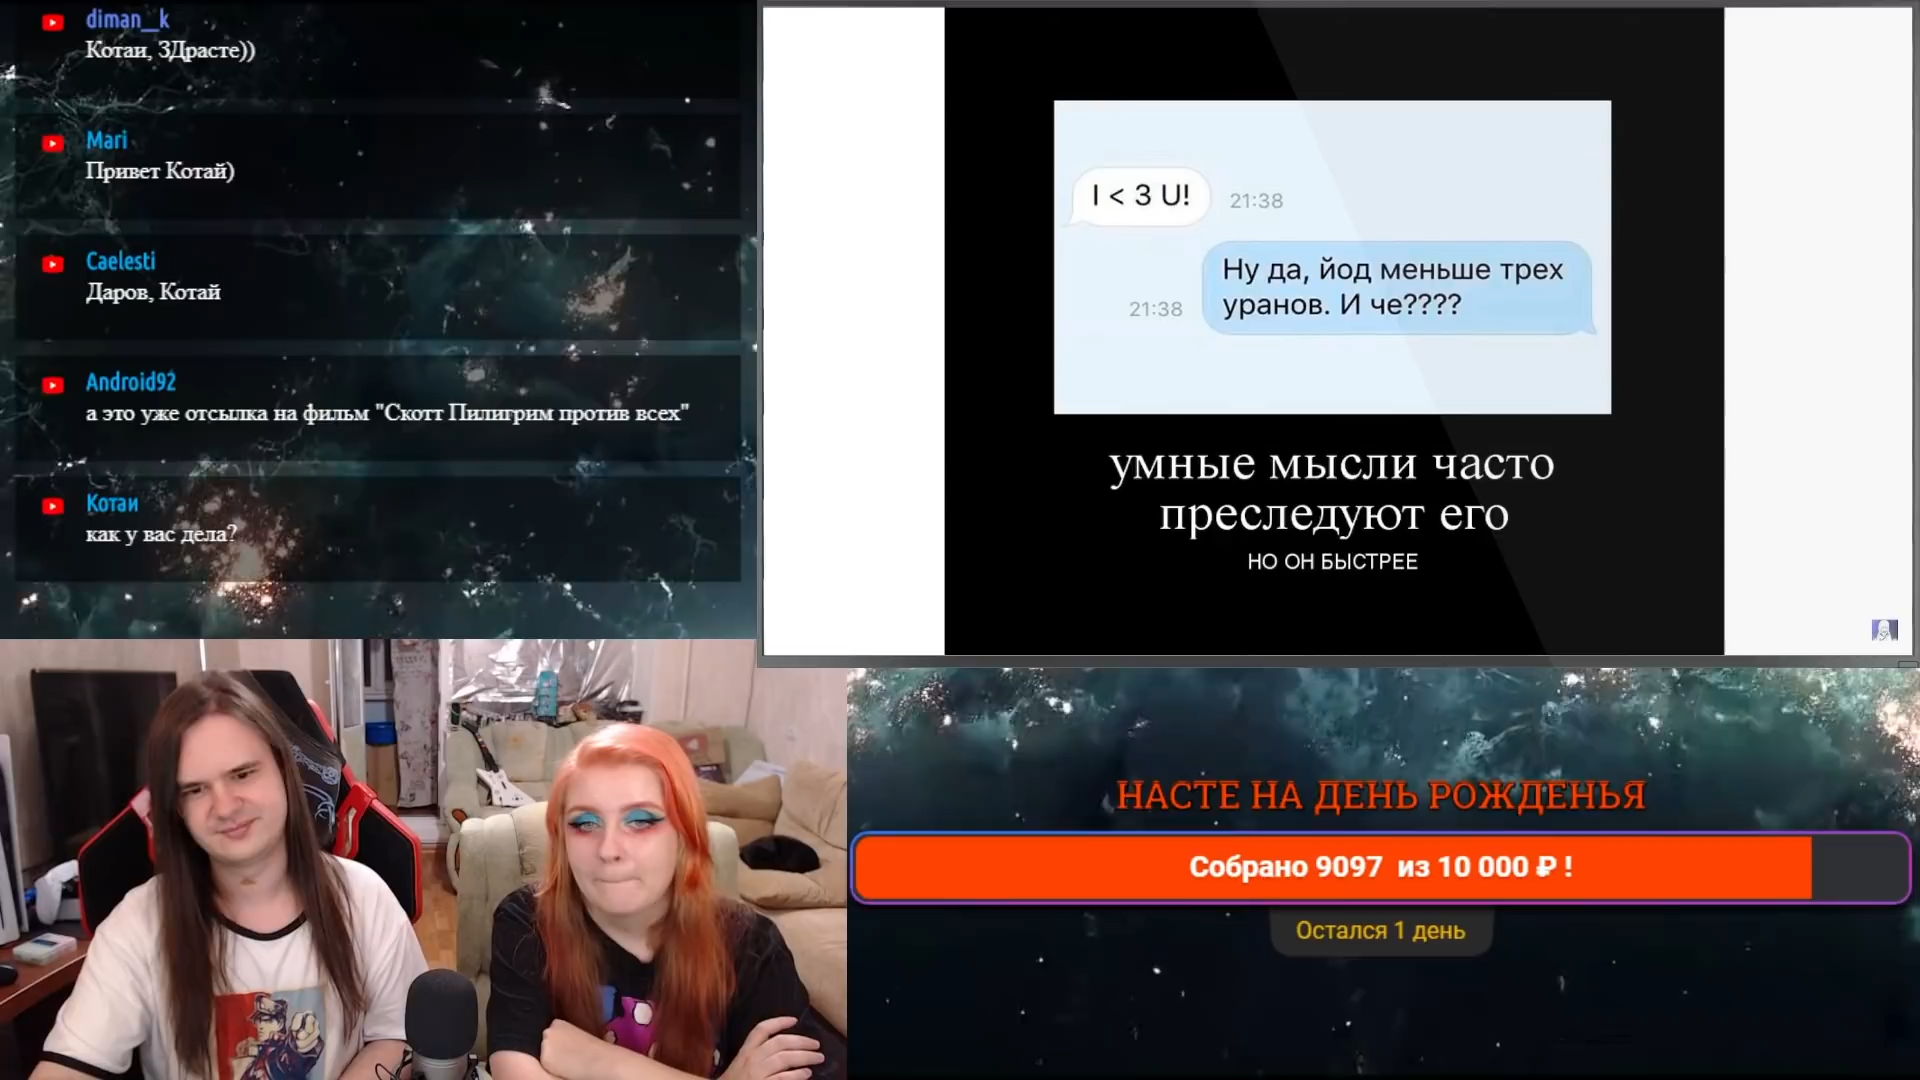 diman__k
Котаи, ЗДрасте))
Mari
Привет Котай)
Caelesti
Даров, Котай
Android92
а это уже отсылка на фильм "Скотт Пилигрим против всех"
Котаи
как у вас дела?
I < 3 U!
21:38
Ну да, йод меньше трех
уранов. И че????
21:38
умные мысли часто
преследуют его
НО ОН БЫСТРЕЕ
НАСТЕ НА ДЕНЬ РОЖДЕНЬЯ
Собрано 9097 из 10 000 ₽ !
Остался 1 день